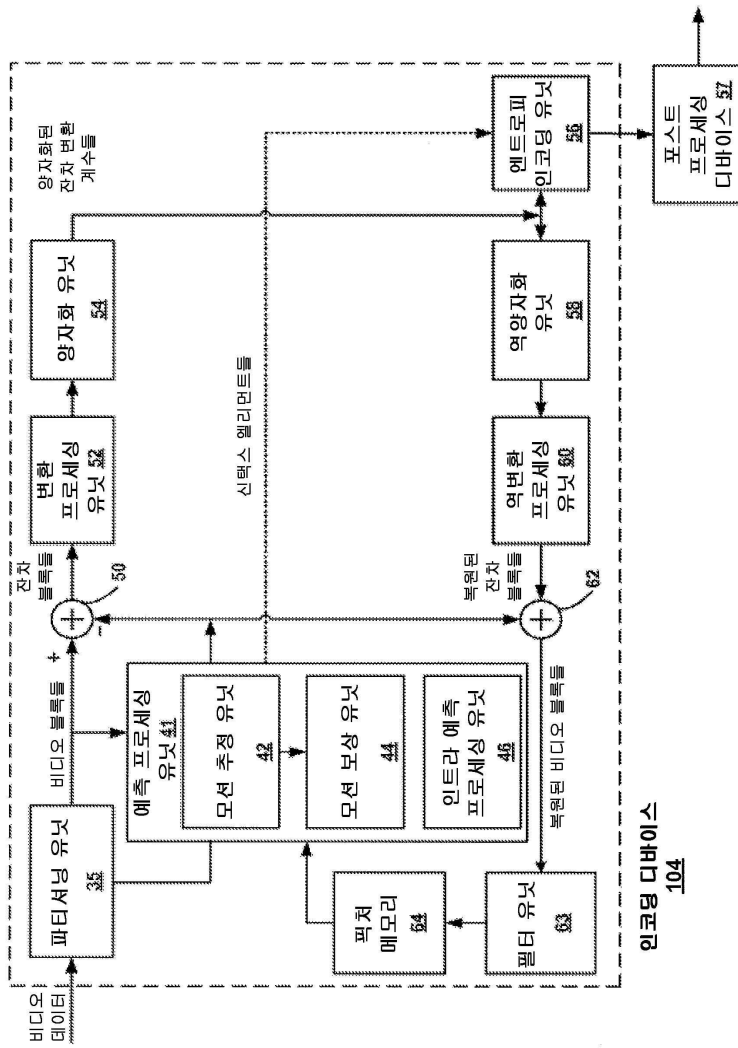 비디오
데이터
파티셔닝 유닛
35
비디오 블록들
+
-
50
잔차
블록들
변환
프로세싱
유닛 52
양자화 유닛
54
양자화된
잔차 변환
계수들
예측 프로세싱
유닛 41
모션 추정 유닛
42
모션 보상 유닛
44
인트라 예측
프로세싱 유닛
46
신택스 엘리먼트들
픽처
메모리
64
필터 유닛
63
복원된 비디오 블록들
62
복원된
잔차
블록들
역변환
프로세싱
유닛 60
역양자화
유닛
58
엔트로피
인코딩 유닛
56
포스트
프로세싱
디바이스 57
인코딩 디바이스
104